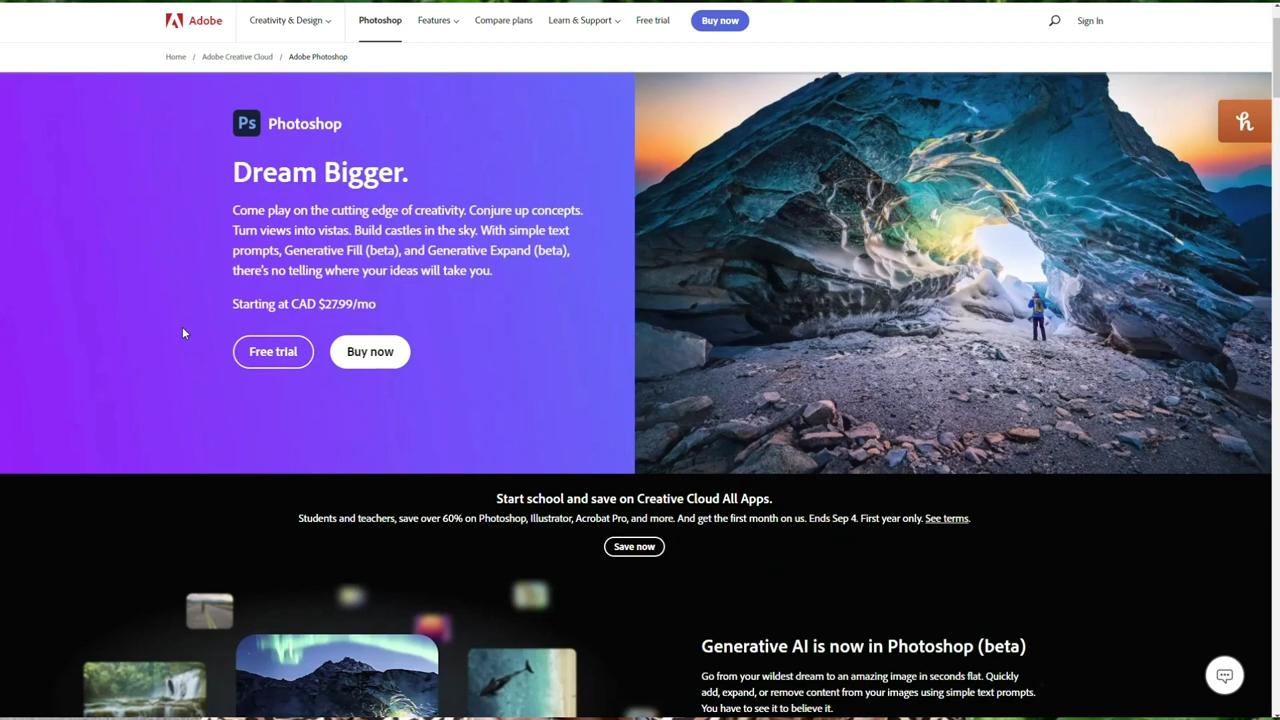 Adobe
Creativity & Design
Photoshop
Features
Compare plans
Learn & Support
Free trial
Buy now
Sign In
Home / Adobe Creative Cloud / Adobe Photoshop
Ps Photoshop
Dream Bigger.
Come play on the cutting edge of creativity. Conjure up concepts.
Turn views into vistas. Build castles in the sky. With simple text
prompts, Generative Fill (beta), and Generative Expand (beta),
there's no telling where your ideas will take you.
Starting at CAD $27.99/mo
Free trial
Buy now
h
Start school and save on Creative Cloud All Apps.
Students and teachers, save over 60% on Photoshop, Illustrator, Acrobat Pro, and more. And get the first month on us. Ends Sep 4. First year only. See terms.
Save now
Generative AI is now in Photoshop (beta)
Go from your wildest dream to an amazing image in seconds flat. Quickly
add, expand, or remove content from your images using simple text prompts.
You have to see it to believe it.